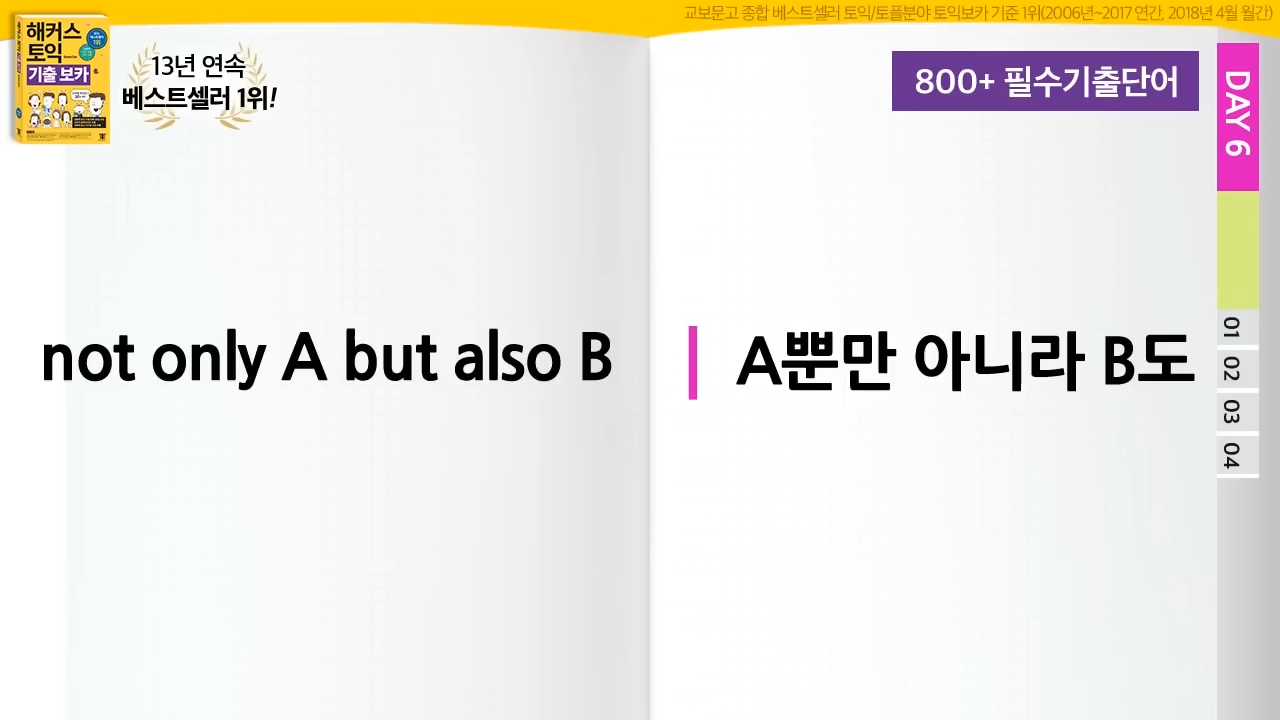 교보문고 종합 베스트셀러 토익/토플분야 토익보카 기준 1위(2006년~2017 연간, 2018년 4월 월간)
해커스
토익
기출 보카
13년 연속
베스트셀러 1위!
800+ 필수기출단어
DAY 6
not only A but also B
A뿐만 아니라 B도
01
02
03
04